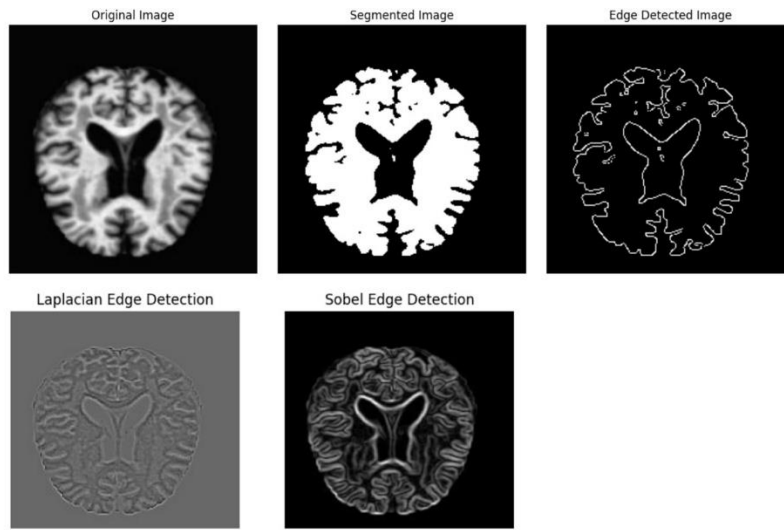 Original Image
Segmented Image
Edge Detected Image
Laplacian Edge Detection
Sobel Edge Detection